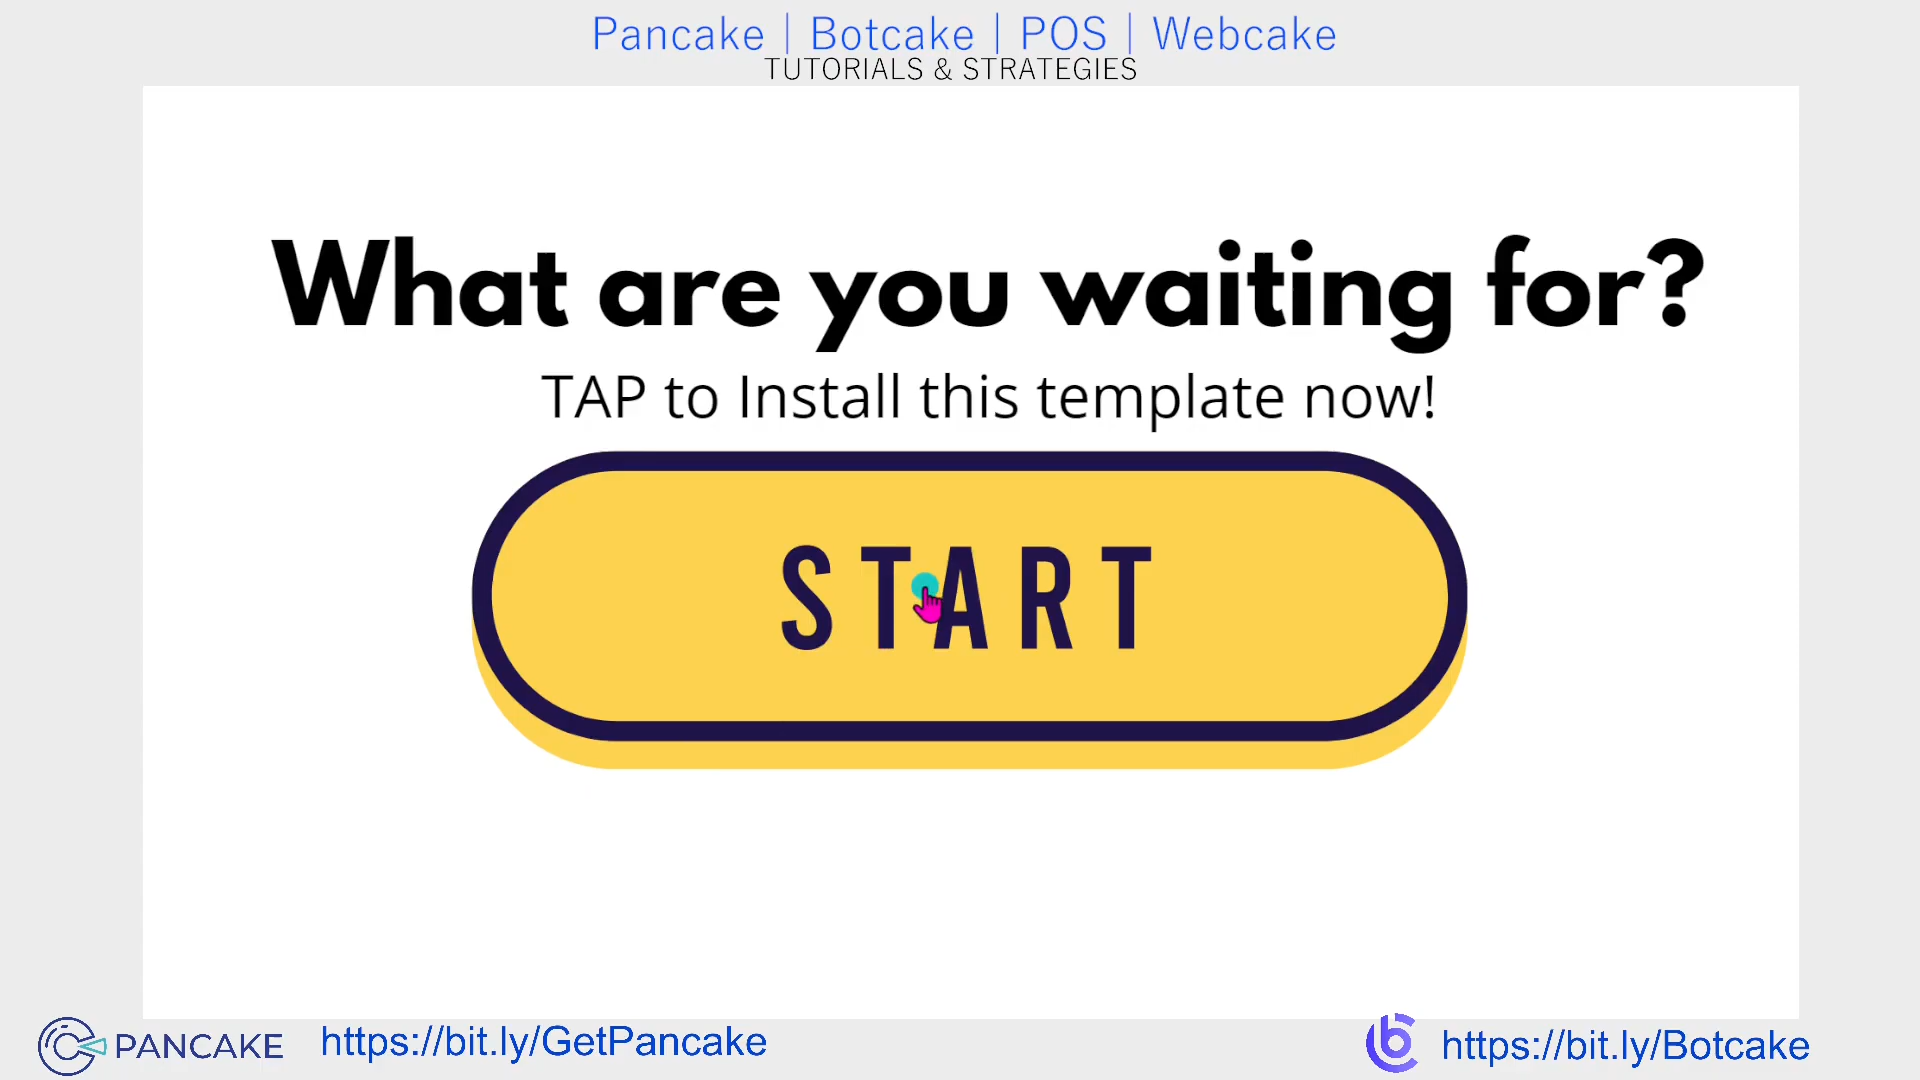 Pancake | Botcake | POS | Webcake
TUTORIALS & STRATEGIES
What are you waiting for?
TAP to Install this template now!
START
PANCAKE
https://bit.ly/GetPancake
https://bit.ly/Botcake